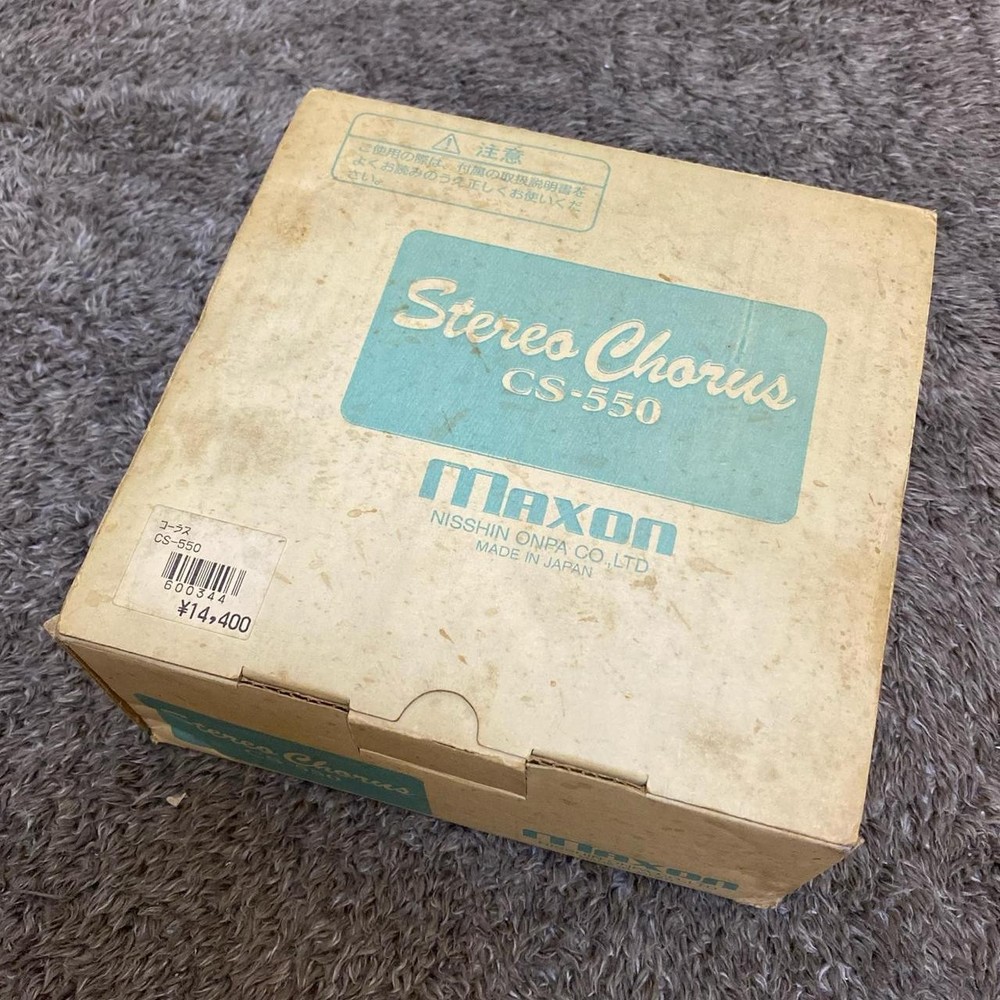 ⚠ 注意
ご使用の際は、付属の取扱説明書を
よくお読みのうえ正しくお使いくだ
さい。
Stereo Chorus
CS-550
maxon
NISSHIN ONPA CO.,LTD
MADE IN JAPAN
コーラス
CS-550
600344
¥14,400
Stereo Chorus
CS-550
maxon